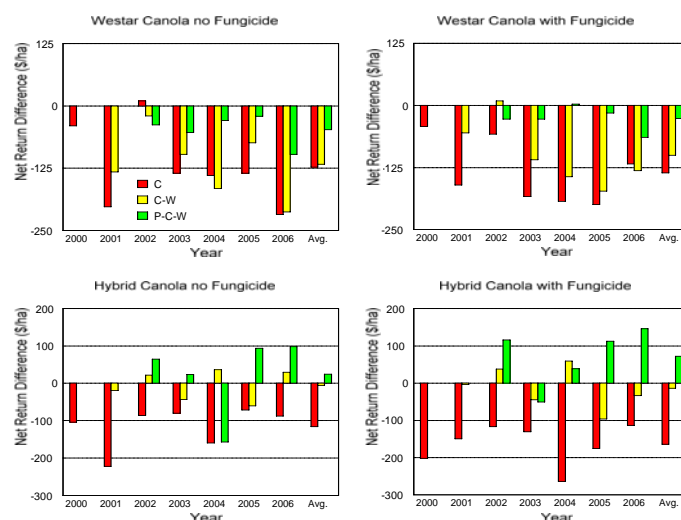 Westar Canola no Fungicide
Net Return Difference ($/ha)
125
0
-125
-250
C
C-W
P-C-W
2000 2001 2002 2003 2004 2005 2006 Avg.
Year
Westar Canola with Fungicide
Net Return Difference ($/ha)
125
0
-125
-250
2000 2001 2002 2003 2004 2005 2006 Avg.
Year
Hybrid Canola no Fungicide
Net Return Difference ($/ha)
200
100
0
-100
-200
-300
2000 2001 2002 2003 2004 2005 2006 Avg.
Year
Hybrid Canola with Fungicide
Net Return Difference ($/ha)
200
100
0
-100
-200
-300
2000 2001 2002 2003 2004 2005 2006 Avg.
Year